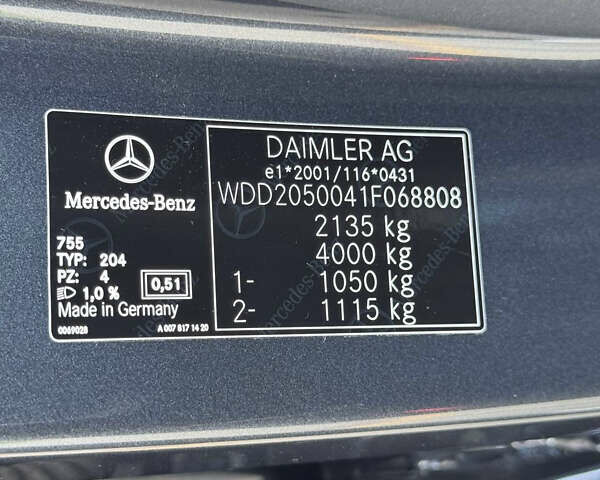 Mercedes-Benz
755
TYP: 204
PZ: 4
1,0 %
0,51
Made in Germany
0069028
A 007 817 14 20
DAIMLER AG
e1*2001/116*0431
WDD2050041F068808
2135 kg
4000 kg
1- 1050 kg
2- 1115 kg